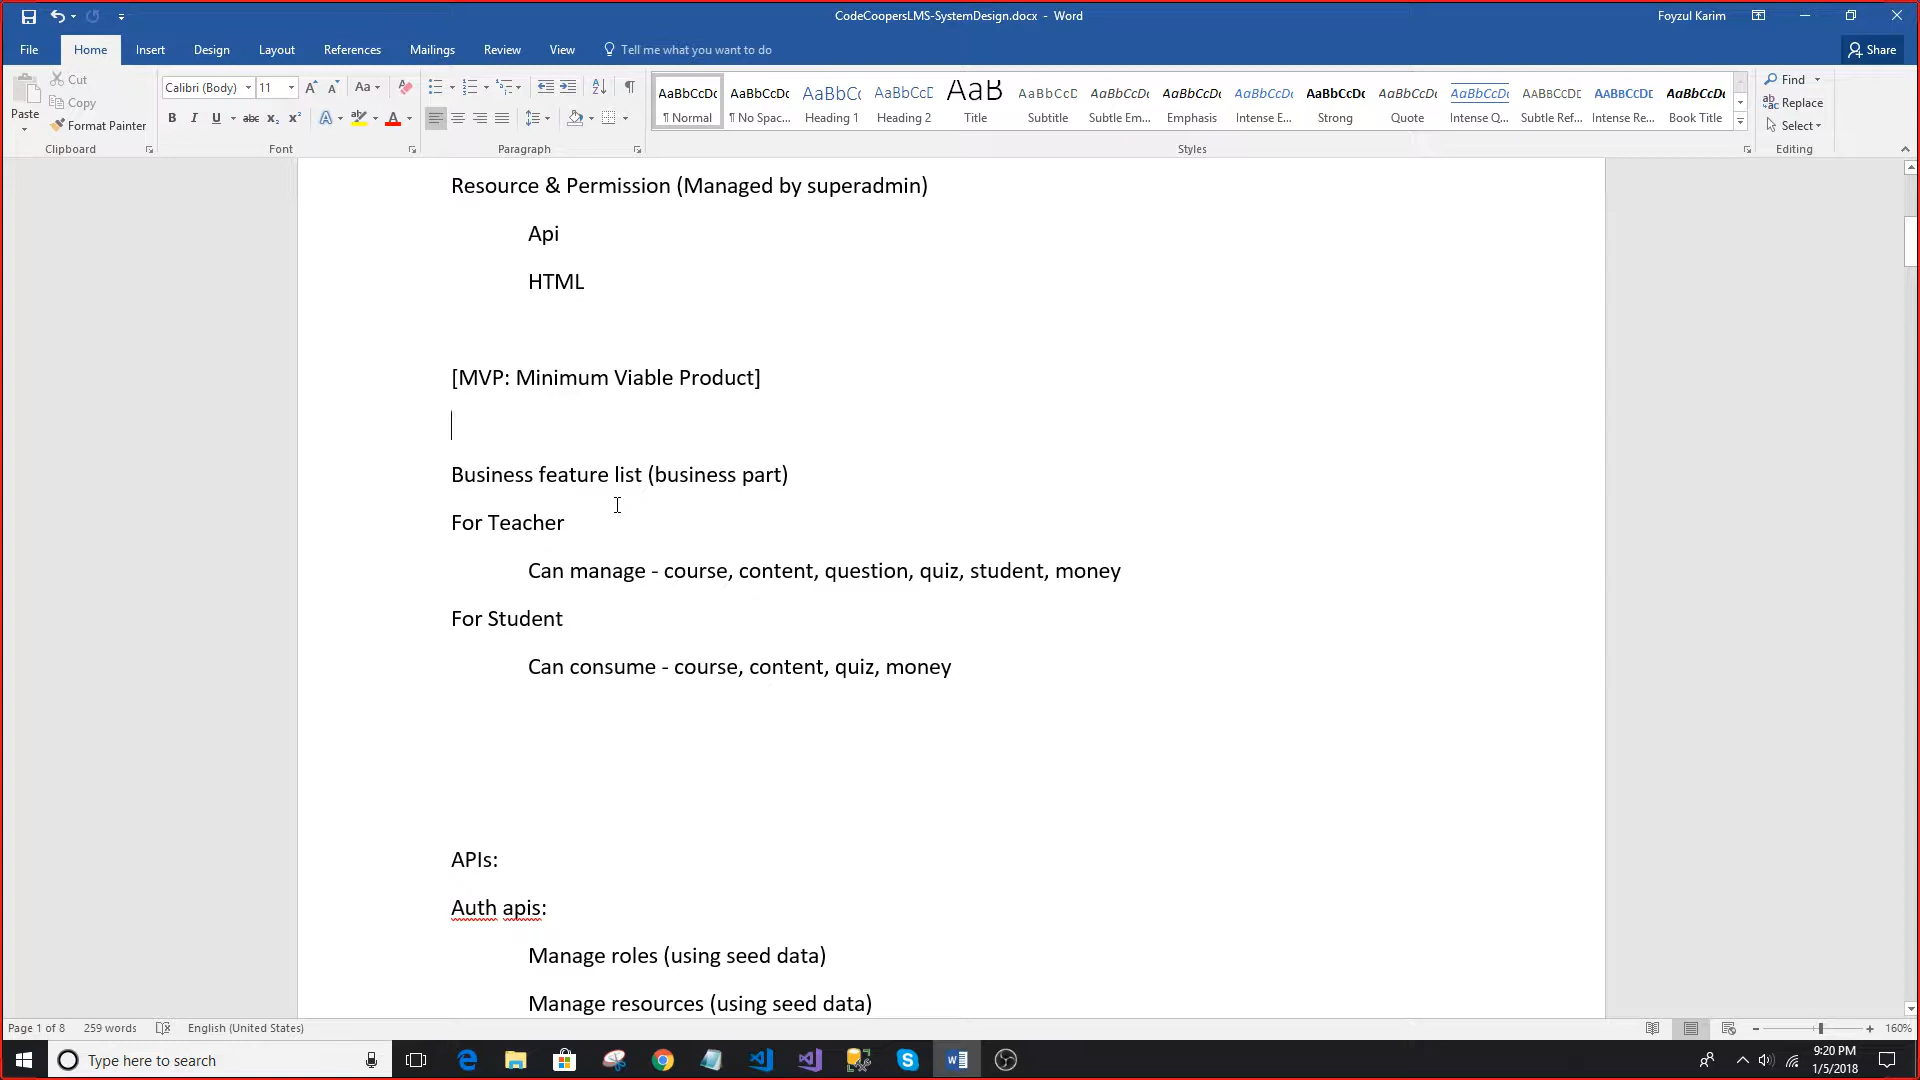 CodeCoopersLMS-SystemDesign.docx - Word
Foyzul Karim
File Home Insert Design Layout References Mailings Review View Tell me what you want to do Share
Paste
Cut
Copy
Format Painter
Clipboard
Calibri (Body) 11
Font
Paragraph
AaBbCcDc AaBbCcDc AaBbCc AaBbCcD AaB AaBbCcD AaBbCcDc AaBbCcDc AaBbCcDc AaBbCcDc AaBbCcDc AaBbCcDc AABBCCDD AABBCCDD AaBbCcDc
¶ Normal ¶ No Spac... Heading 1 Heading 2 Title Subtitle Subtle Em... Emphasis Intense E... Strong Quote Intense Q... Subtle Ref... Intense Re... Book Title
Styles
Find
Replace
Select
Editing
Resource & Permission (Managed by superadmin)
Api
HTML
[MVP: Minimum Viable Product]
Business feature list (business part)
For Teacher
Can manage - course, content, question, quiz, student, money
For Student
Can consume - course, content, quiz, money
APIs:
Auth apis:
Manage roles (using seed data)
Manage resources (using seed data)
Page 1 of 8 259 words English (United States) 160%
Type here to search
9:20 PM
1/5/2018